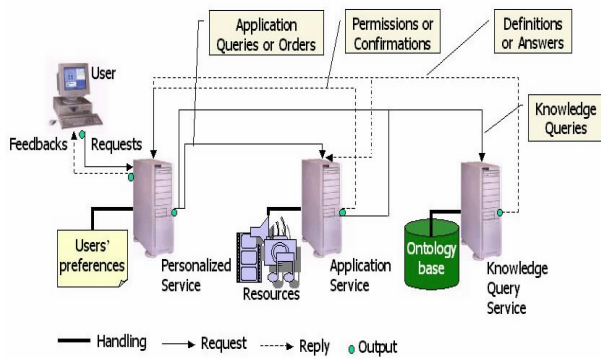 Application
Queries or Orders
Permissions or
Confirmations
Definitions
or Answers
User
Knowledge
Queries
Feedbacks
Requests
Users'
preferences
Personalized
Service
Resources
Application
Service
Ontology
base
Knowledge
Query
Service
Handling
Request
Reply
Output